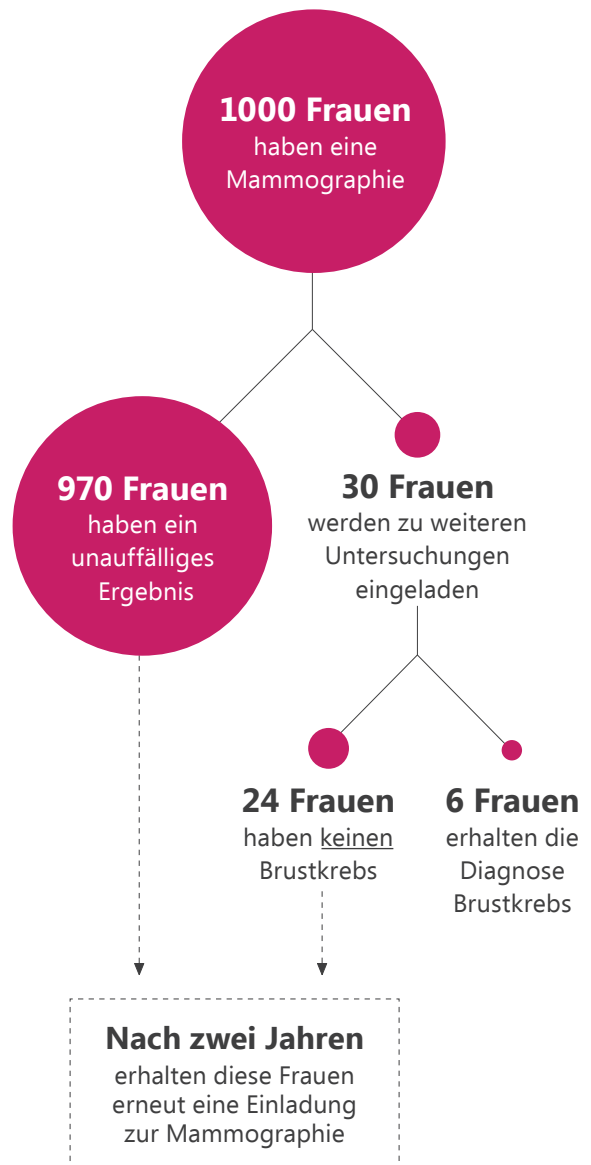 1000 Frauen
haben eine
Mammographie
970 Frauen
haben ein
unauffälliges
Ergebnis
30 Frauen
werden zu weiteren
Untersuchungen
eingeladen
24 Frauen
haben keinen
Brustkrebs
6 Frauen
erhalten die
Diagnose
Brustkrebs
Nach zwei Jahren
erhalten diese Frauen
erneut eine Einladung
zur Mammographie